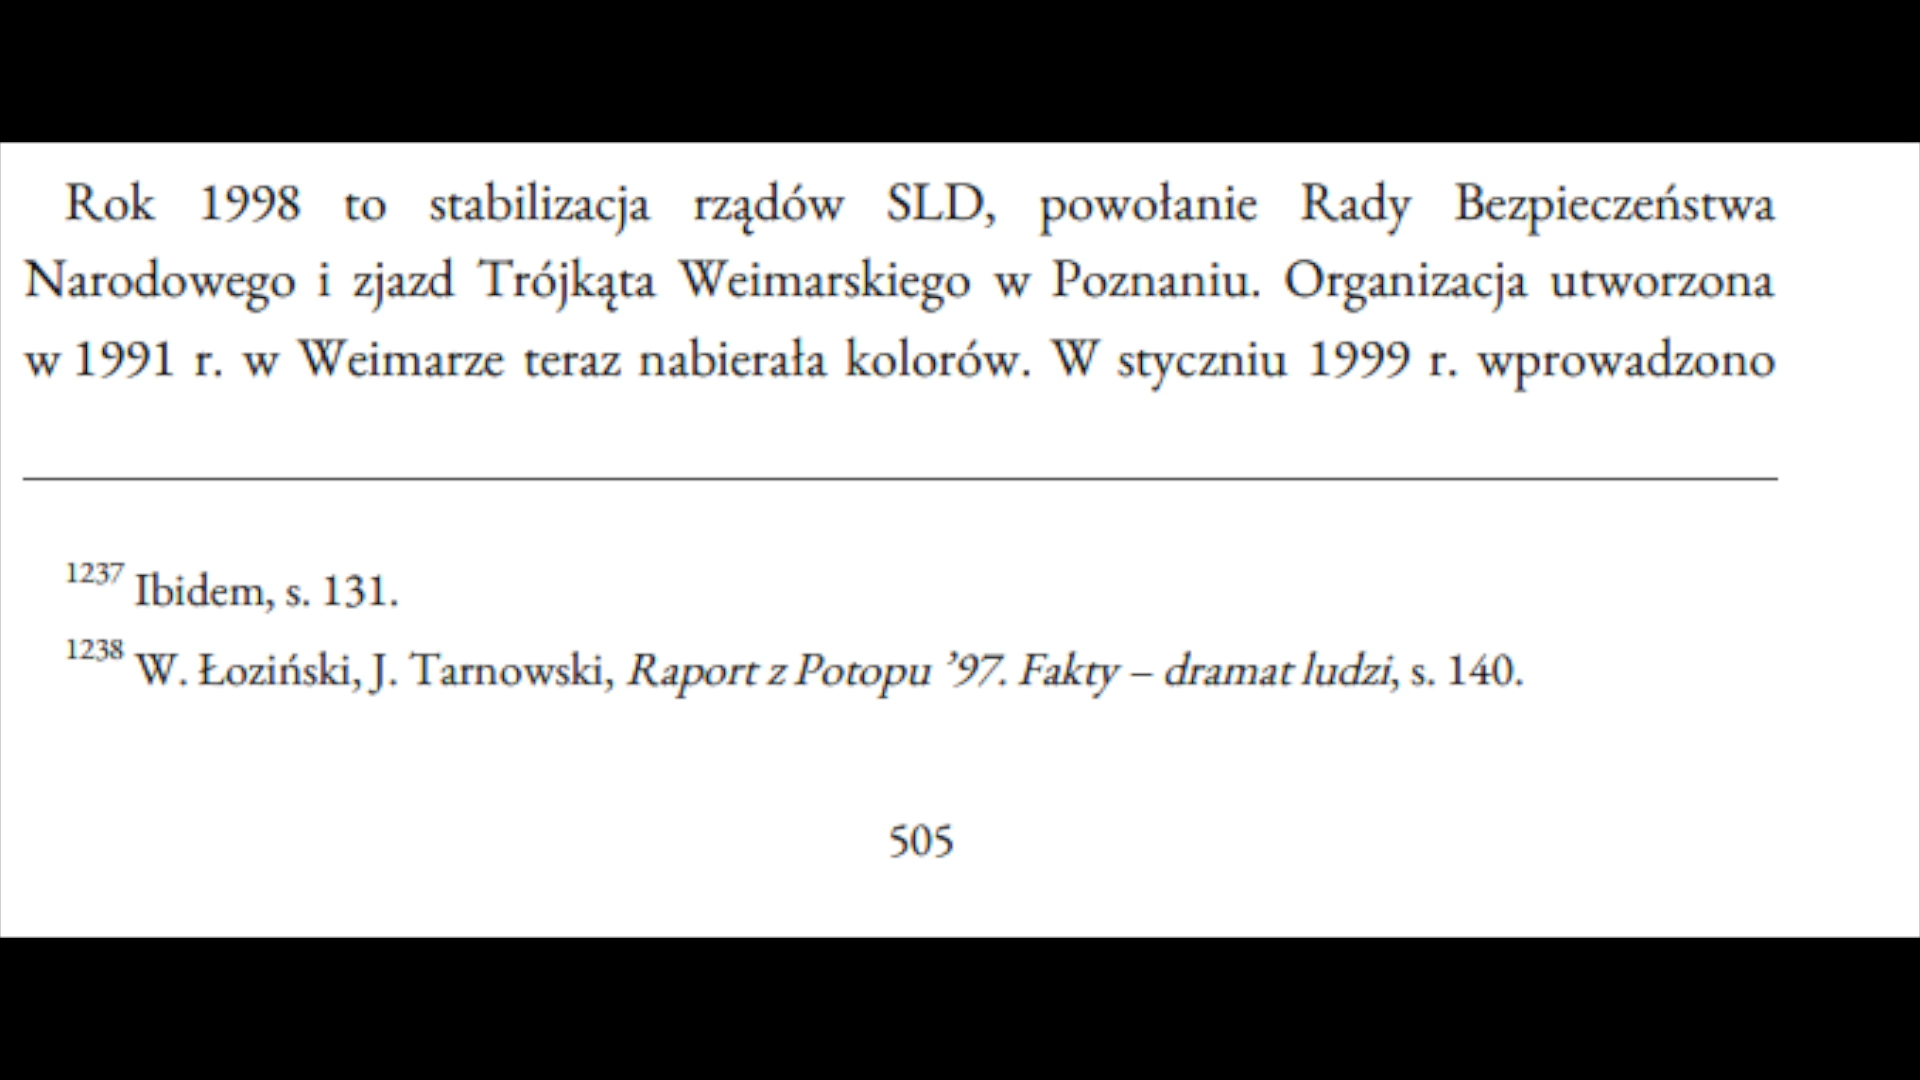 Rok 1998 to stabilizacja rządów SLD, powołanie Rady Bezpieczeństwa
Narodowego i zjazd Trójkąta Weimarskiego w Poznaniu. Organizacja utworzona
w 1991 r. w Weimarze teraz nabierała kolorów. W styczniu 1999 r. wprowadzono
1237 Ibidem, s. 131.
1238 W. Łoziński, J. Tarnowski, Raport z Potopu ’97. Fakty – dramat ludzi, s. 140.
505